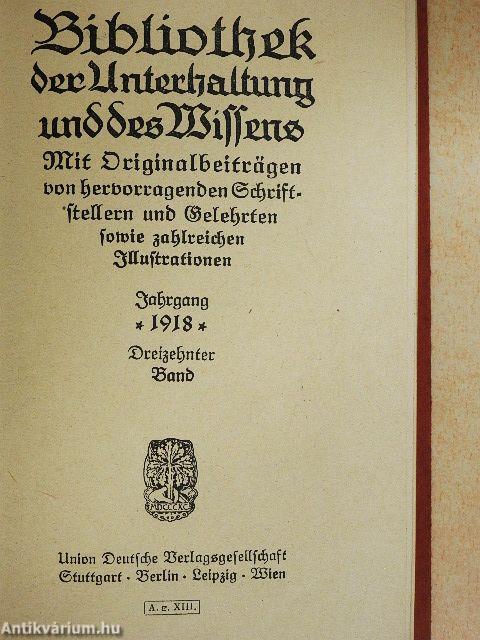 Bibliothek
der Unterhaltung
und des Wissens
Mit Originalbeiträgen
von hervorragenden Schrift-
stellern und Gelehrten
sowie zahlreichen
Illustrationen
Jahrgang
* 1918 *
Dreizehnter
Band
MDCCCXC
Union Deutsche Verlagsgesellschaft
Stuttgart · Berlin · Leipzig · Wien
A. g. XIII.
Antikvárium.hu